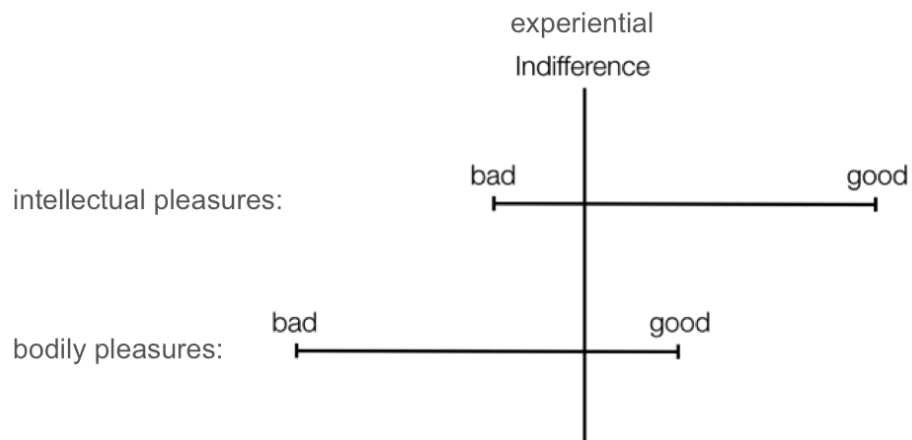 experiential
Indifference
bad
good
intellectual pleasures:
bad
good
bodily pleasures: